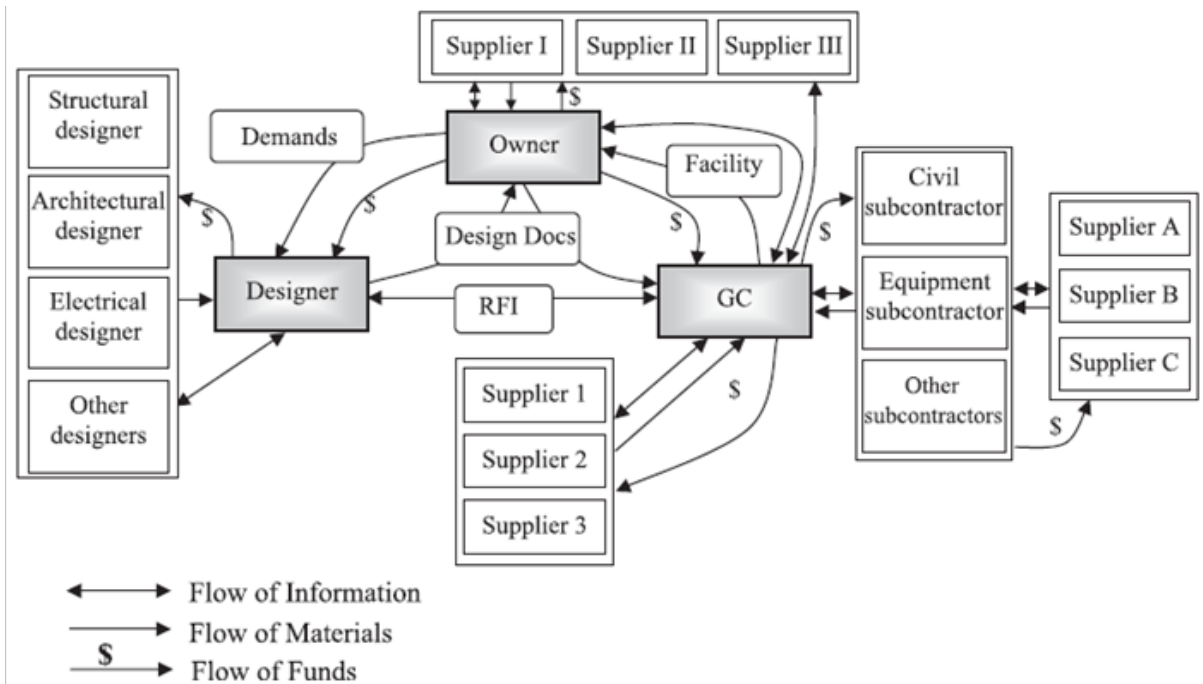 Supplier I
Supplier II
Supplier III
Structural
designer
Architectural
designer
Electrical
designer
Other
designers
Demands
Owner
$
Facility
$
$
$
$
Design Docs
Designer
RFI
GC
Civil
subcontractor
Equipment
subcontractor
Other
subcontractors
Supplier A
Supplier B
Supplier C
$
Supplier 1
Supplier 2
Supplier 3
$
Flow of Information
Flow of Materials
$
Flow of Funds